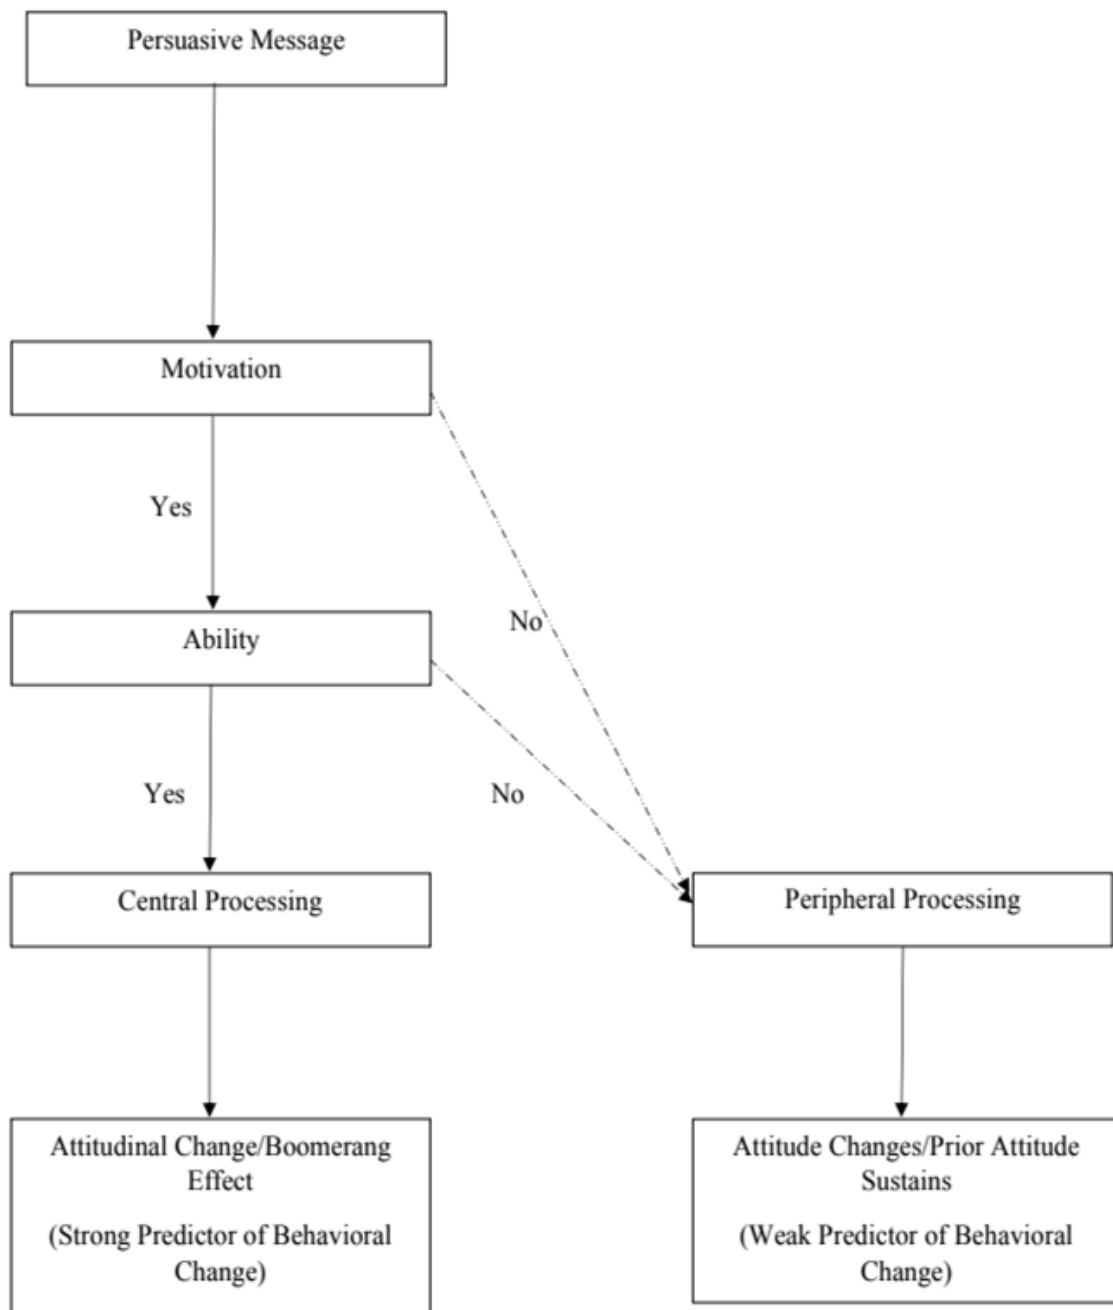 Persuasive Message
Motivation
Yes
No
Ability
Yes
No
Central Processing
Peripheral Processing
Attitudinal Change/Boomerang
Effect
(Strong Predictor of Behavioral
Change)
Attitude Changes/Prior Attitude
Sustains
(Weak Predictor of Behavioral
Change)